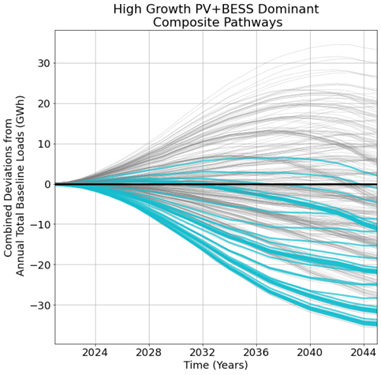 High Growth PV+BESS Dominant
Composite Pathways
Combined Deviations from
Annual Total Baseline Loads (GWh)
30
20
10
0
−10
−20
−30
2024 2028 2032 2036 2040 2044
Time (Years)